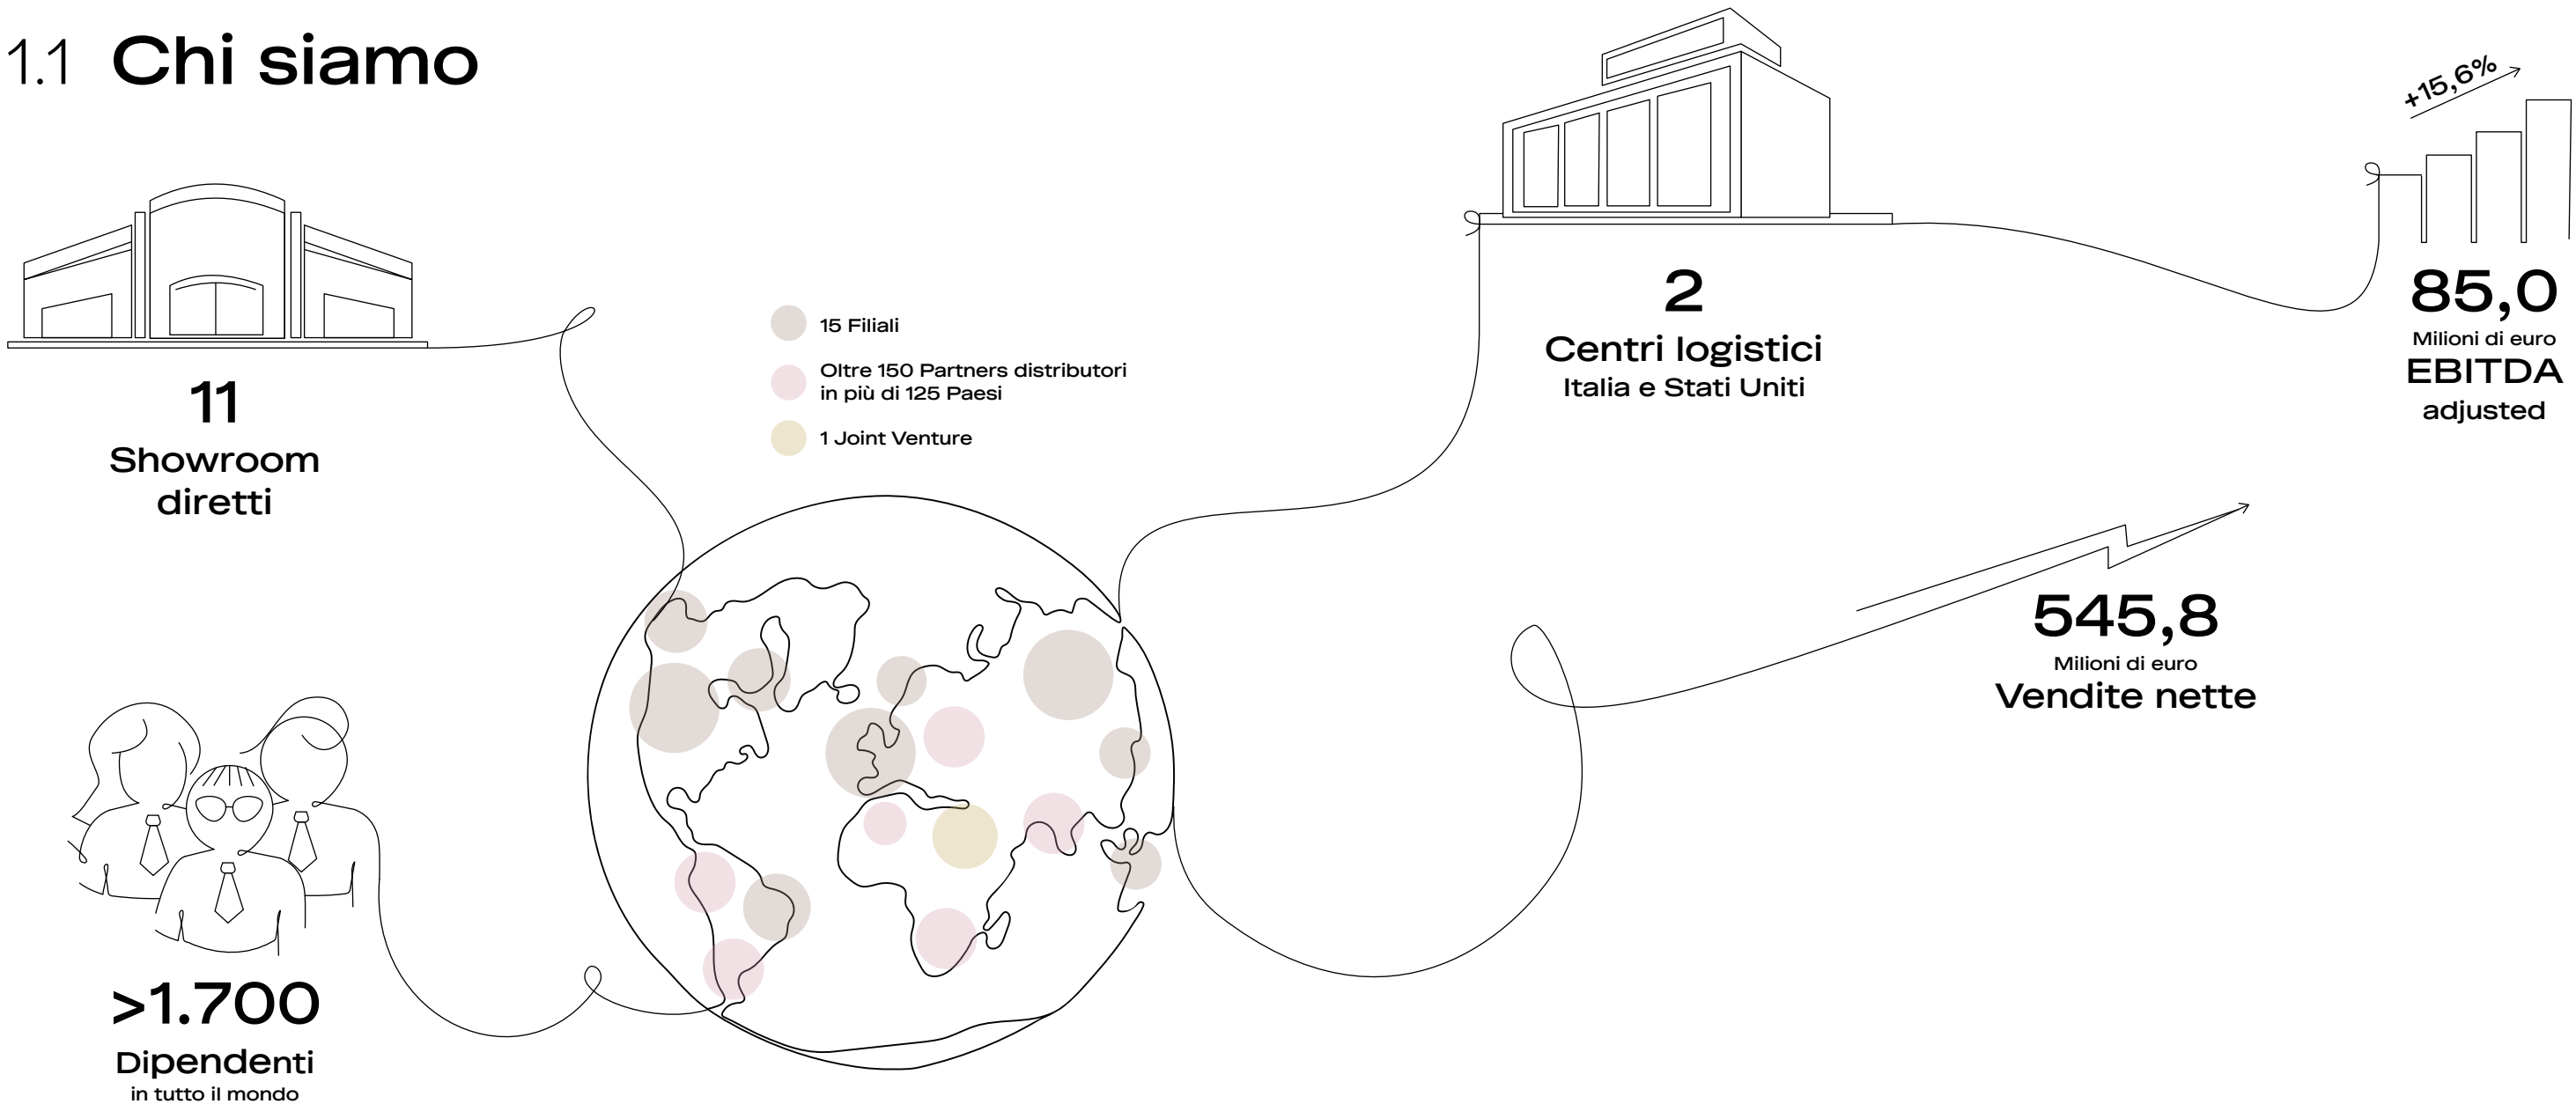 1.1 Chi siamo
11
Showroom
diretti
15 Filiali
Oltre 150 Partners distributori
in più di 125 Paesi
1 Joint Venture
2
Centri logistici
Italia e Stati Uniti
+15,6%
85,0
Milioni di euro
EBITDA
adjusted
545,8
Milioni di euro
Vendite nette
>1.700
Dipendenti
in tutto il mondo